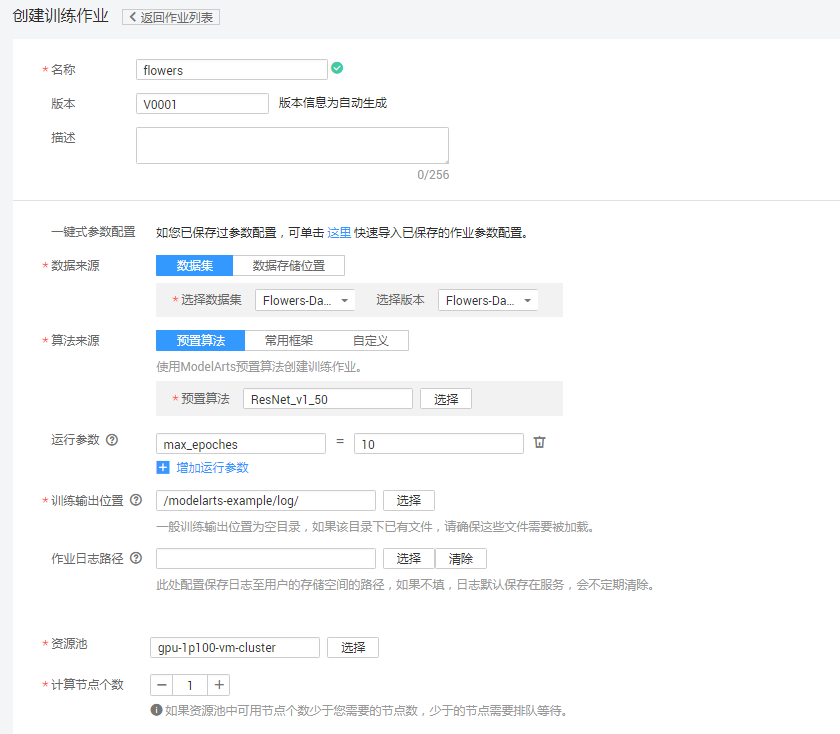 创建训练作业 返回作业列表
* 名称 flowers
版本 V0001 版本信息为自动生成
描述
0/256
一键式参数配置 如您已保存过参数配置，可单击 这里 快速导入已保存的作业参数配置。
* 数据来源 数据集 数据存储位置
* 选择数据集 Flowers-Da... 选择版本 Flowers-Da...
* 算法来源 预置算法 常用框架 自定义
使用ModelArts预置算法创建训练作业。
* 预置算法 ResNet_v1_50 选择
运行参数 ? max_epoches = 10
+ 增加运行参数
* 训练输出位置 ? /modelarts-example/log/ 选择
一般训练输出位置为空目录，如果该目录下已有文件，请确保这些文件需要被加载。
作业日志路径 ? 选择 清除
此处配置保存日志至用户的存储空间的路径，如果不填，日志默认保存在服务，会不定期清除。
* 资源池 gpu-1p100-vm-cluster 选择
* 计算节点个数 − 1 +
如果资源池中可用节点个数少于您需要的节点数，少于的节点需要排队等待。